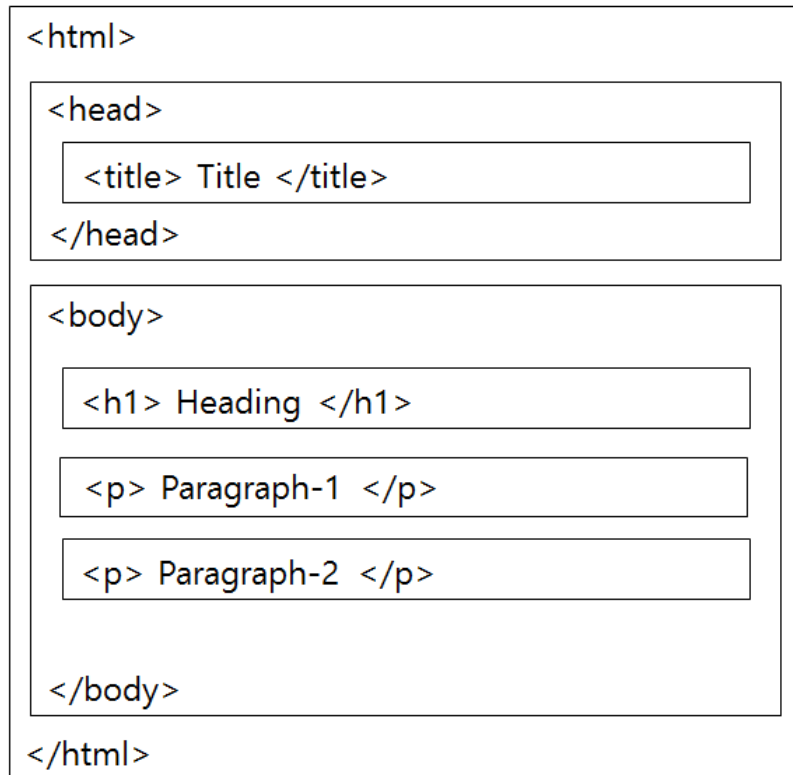 <html>
<head>
<title> Title </title>
</head>
<body>
<h1> Heading </h1>
<p> Paragraph-1 </p>
<p> Paragraph-2 </p>
</body>
</html>